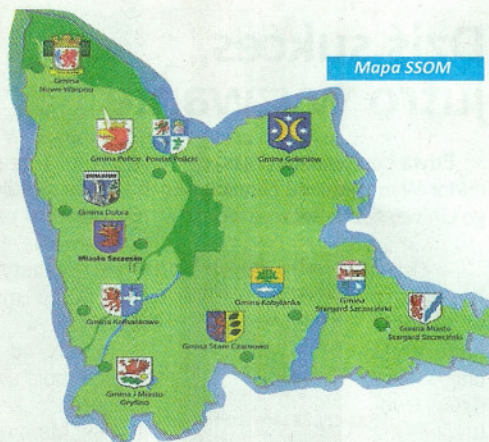 Mapa SSOM
Gmina
Nowe Warpno
Gmina Police
Powiat Policki
Gmina Goleniów
Gmina Dobra
Miasto Szczecin
Gmina Kołbaskowo
Gmina Kobylanka
Gmina
Stargard Szczeciński
Gmina Miasto
Stargard Szczeciński
Gmina Stare Czarnowo
Gmina i Miasto
Gryfino